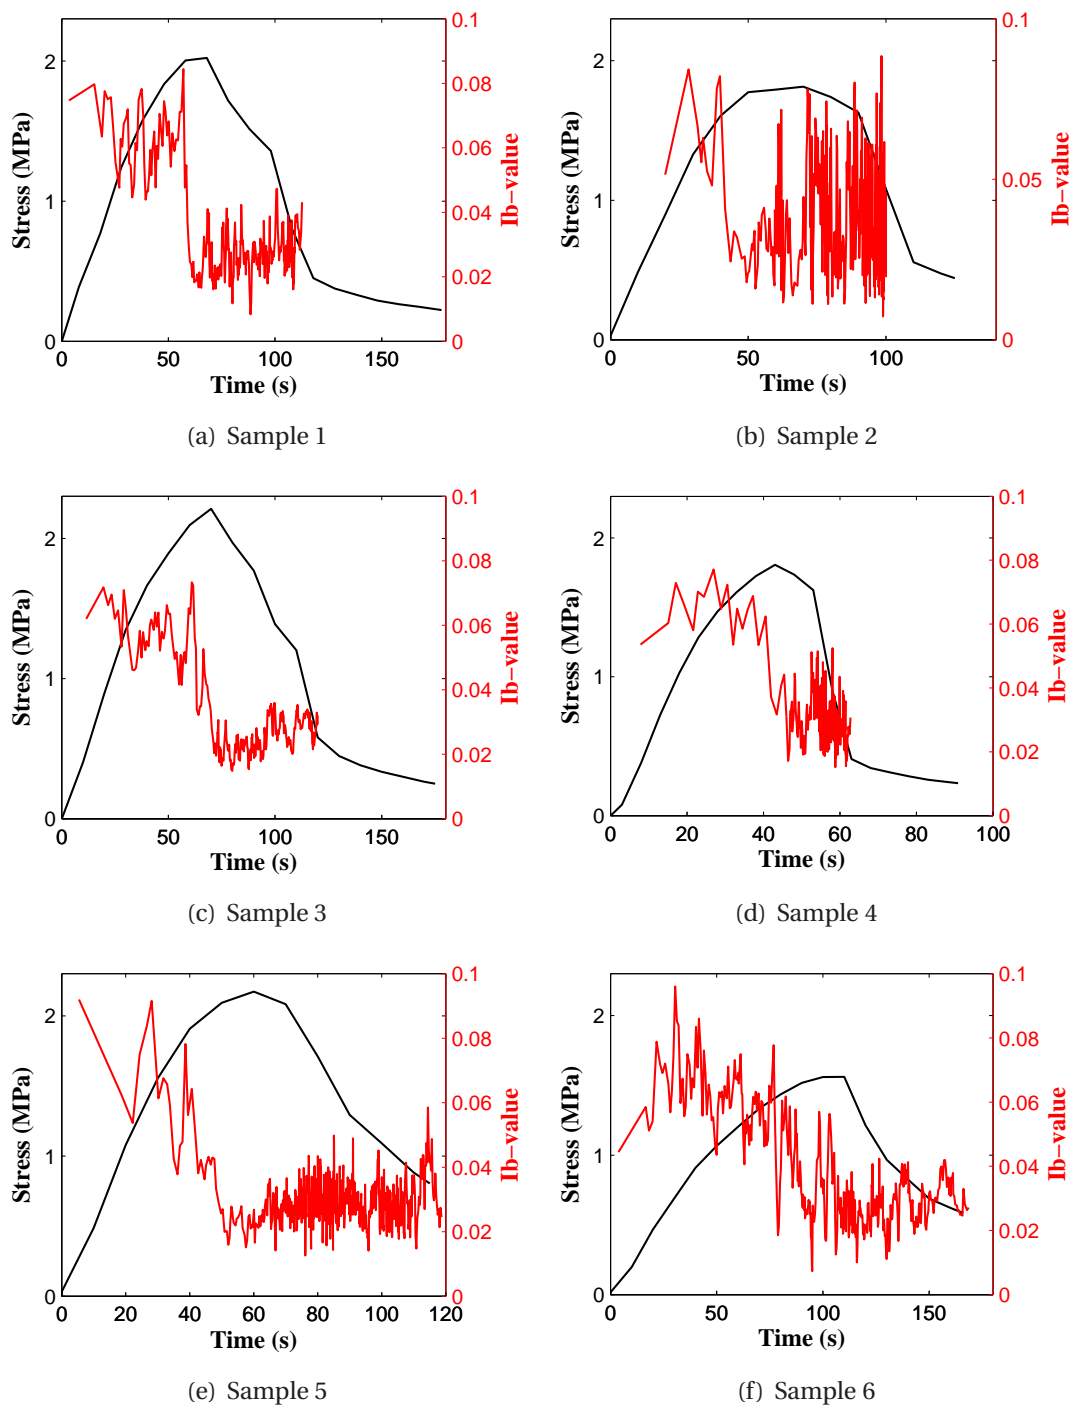 0.1
2
0.08
0.06
1
0.04
0.02
0
0
0 50 100 150
Stress (MPa)
Ib−value
Time (s)
(a) Sample 1
0.1
2
1
0.05
0
0
0 50 100
Stress (MPa)
Ib−value
Time (s)
(b) Sample 2
0.1
2
0.08
0.06
1
0.04
0.02
0
0
0 50 100 150
Stress (MPa)
Ib−value
Time (s)
(c) Sample 3
0.1
2
0.08
0.06
1
0.04
0.02
0
0
0 20 40 60 80 100
Stress (MPa)
Ib−value
Time (s)
(d) Sample 4
0.1
2
0.08
0.06
1
0.04
0.02
0
0
0 20 40 60 80 100 120
Stress (MPa)
Ib−value
Time (s)
(e) Sample 5
0.1
2
0.08
0.06
1
0.04
0.02
0
0
0 50 100 150
Stress (MPa)
Ib−value
Time (s)
(f) Sample 6